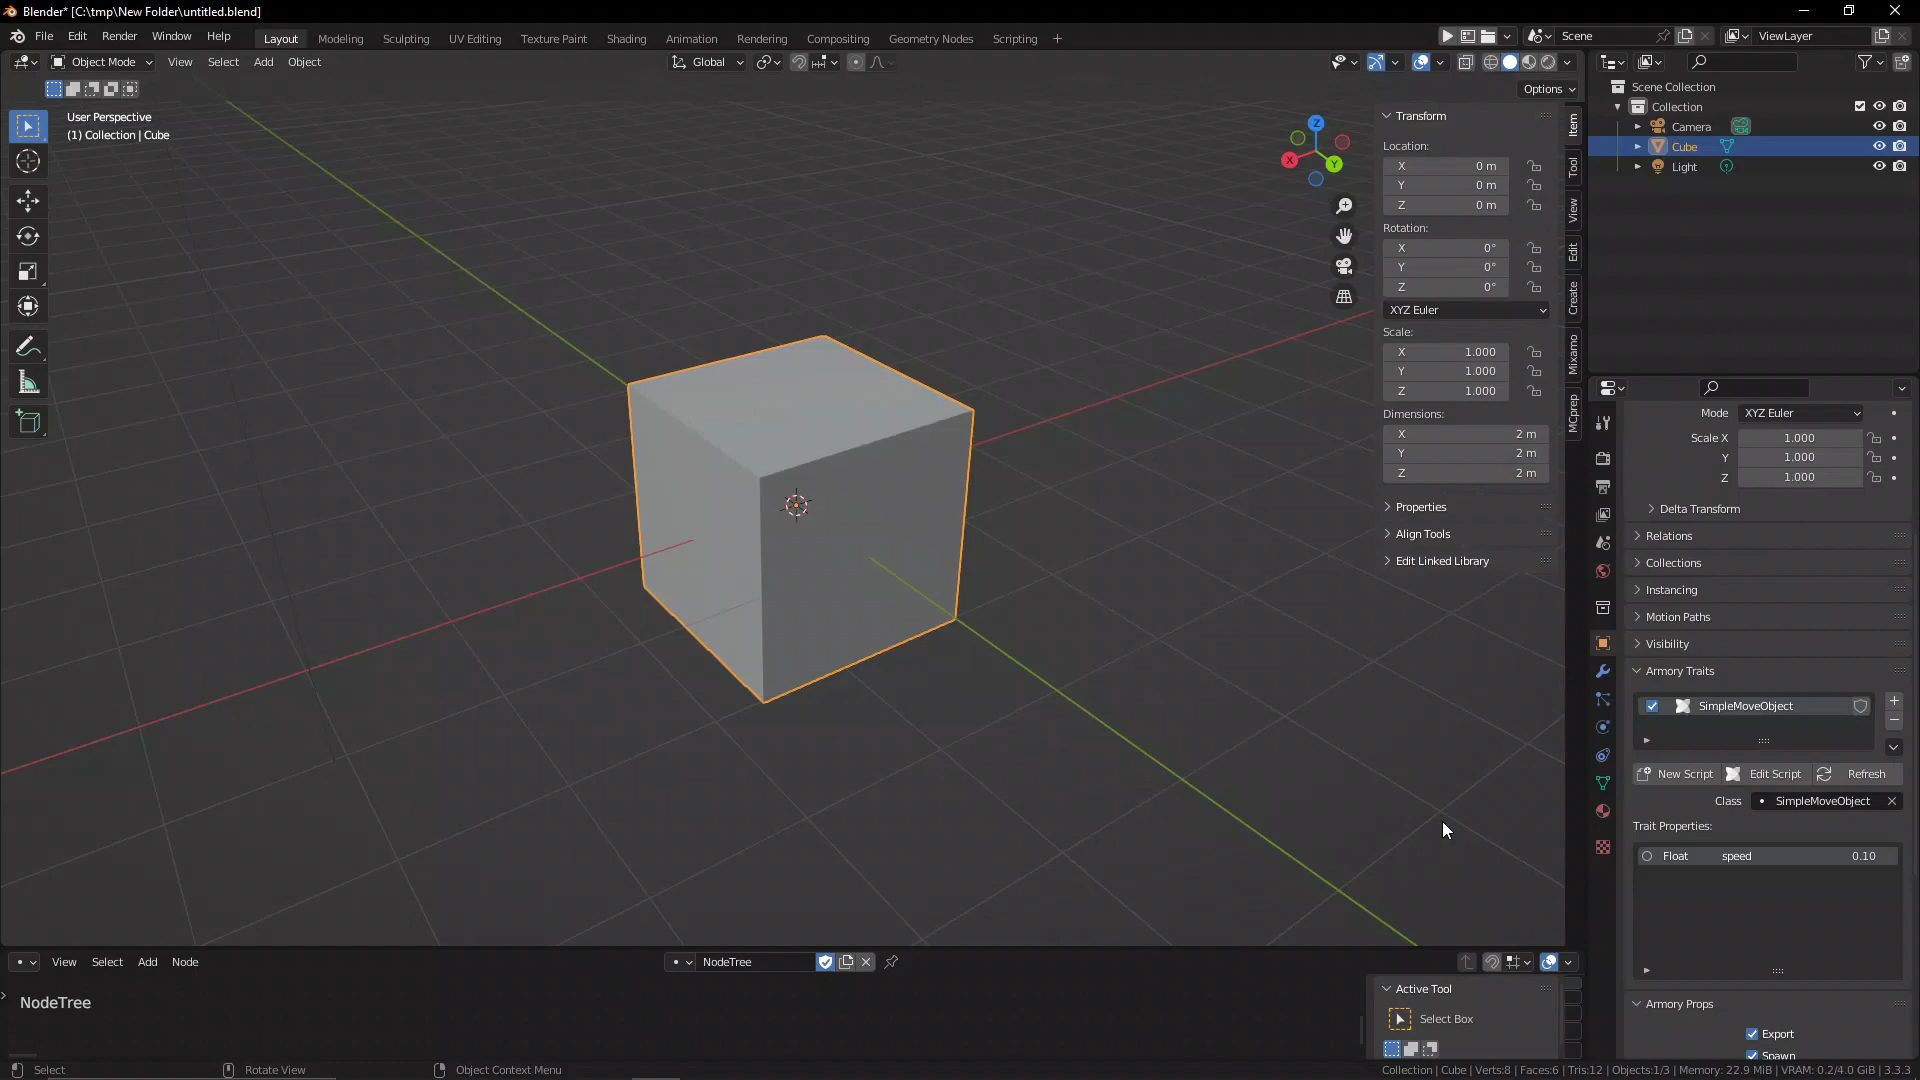 Blender* [C:\tmp\New Folder\untitled.blend]
File Edit Render Window Help Layout Modeling Sculpting UV Editing Texture Paint Shading Animation Rendering Compositing Geometry Nodes Scripting + Scene ViewLayer
Object Mode View Select Add Object Global
Options
User Perspective
(1) Collection | Cube
Z
X
Y
Transform
Location:
X 0 m
Y 0 m
Z 0 m
Rotation:
X 0°
Y 0°
Z 0°
XYZ Euler
Scale:
X 1.000
Y 1.000
Z 1.000
Dimensions:
X 2 m
Y 2 m
Z 2 m
Properties
Align Tools
Edit Linked Library
Item
Tool
View
Edit
Create
Mixamo
MCprep
Scene Collection
Collection
Camera
Cube
Light
Mode XYZ Euler
Scale X 1.000
Y 1.000
Z 1.000
Delta Transform
Relations
Collections
Instancing
Motion Paths
Visibility
Armory Traits
SimpleMoveObject
New Script Edit Script Refresh
Class SimpleMoveObject
Trait Properties:
Float speed 0.10
Armory Props
Export
Spawn
View Select Add Node NodeTree
NodeTree
Active Tool
Select Box
Select Rotate View Object Context Menu Collection | Cube | Verts:8 | Faces:6 | Tris:12 | Objects:1/3 | Memory: 22.9 MiB | VRAM: 0.2/4.0 GiB | 3.3.3